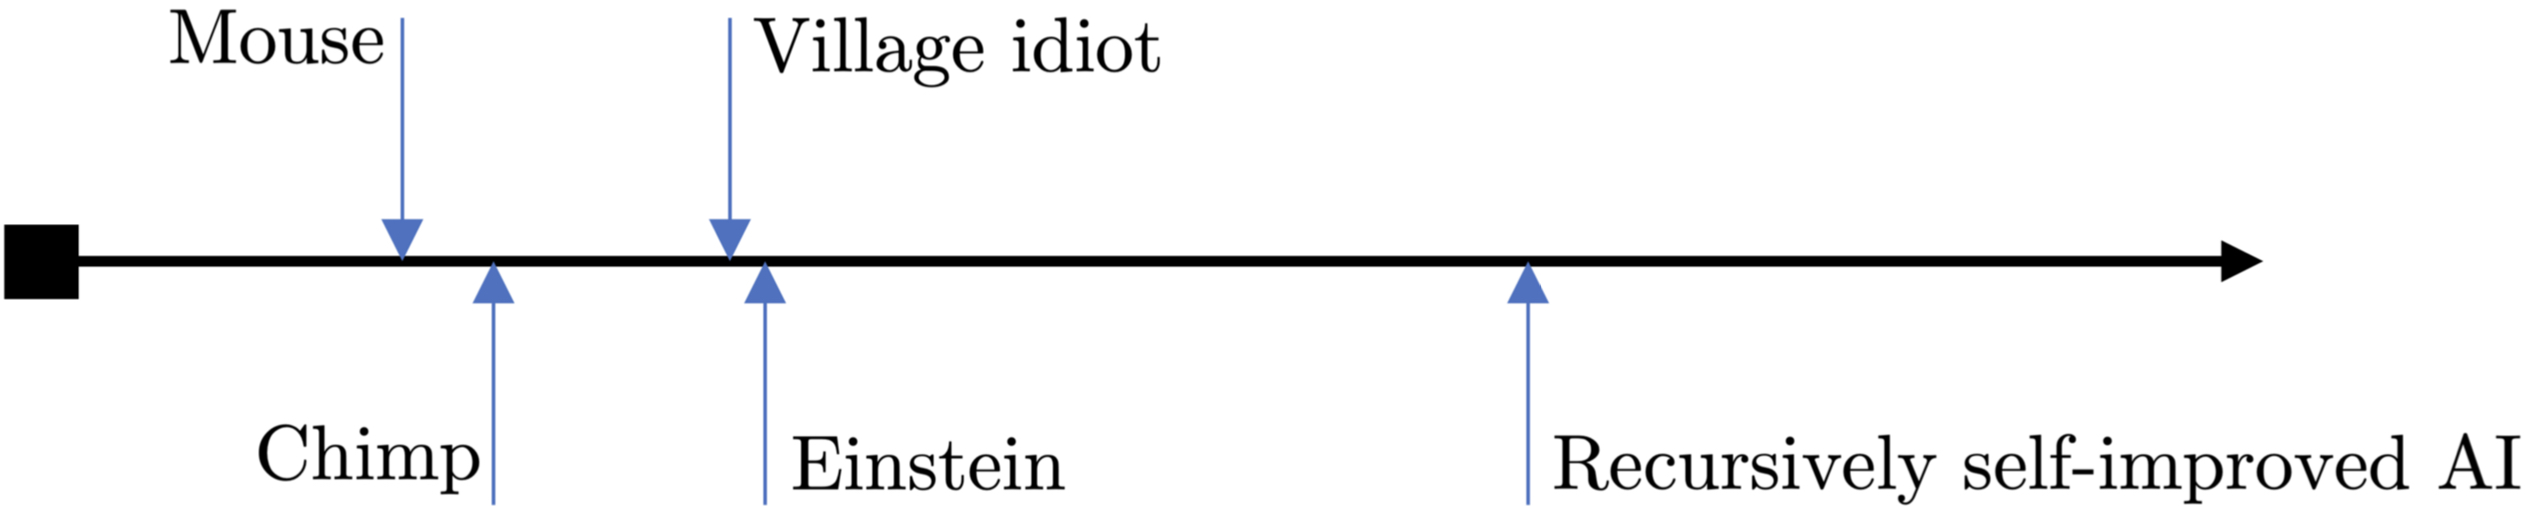 Mouse
Village idiot
Chimp
Einstein
Recursively self-improved AI